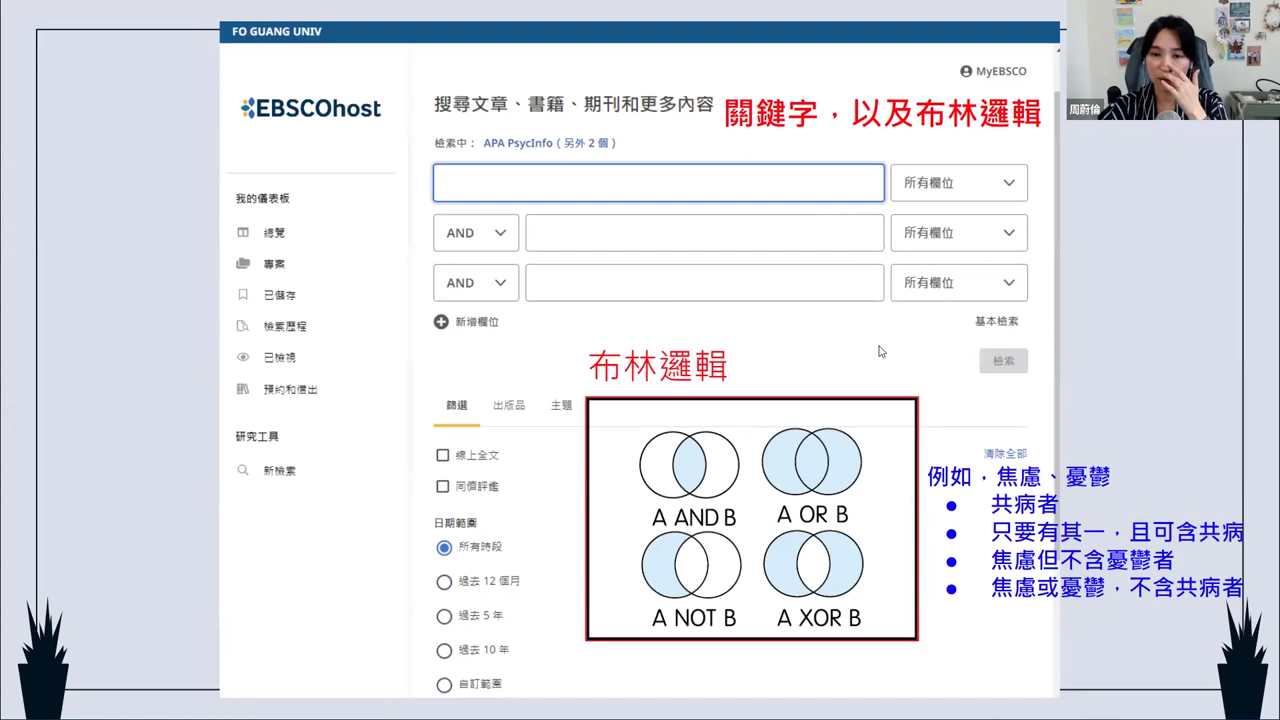 FO GUANG UNIV
MyEBSCO
EBSCOhost
搜尋文章、書籍、期刊和更多內容
關鍵字，以及布林邏輯
周蔚倫
檢索中： APA PsycInfo（另外 2 個）
所有欄位
AND
所有欄位
AND
所有欄位
新增欄位
基本檢索
檢索
我的儀表板
總覽
專案
已儲存
檢索歷程
已檢視
預約和借出
研究工具
新檢索
布林邏輯
篩選
出版品
主題
線上全文
同儕評鑑
清除全部
日期範圍
所有時段
過去 12 個月
過去 5 年
過去 10 年
自訂範圍
A AND B
A OR B
A NOT B
A XOR B
例如，焦慮、憂鬱
● 共病者
● 只要有其一，且可含共病
● 焦慮但不含憂鬱者
● 焦慮或憂鬱，不含共病者